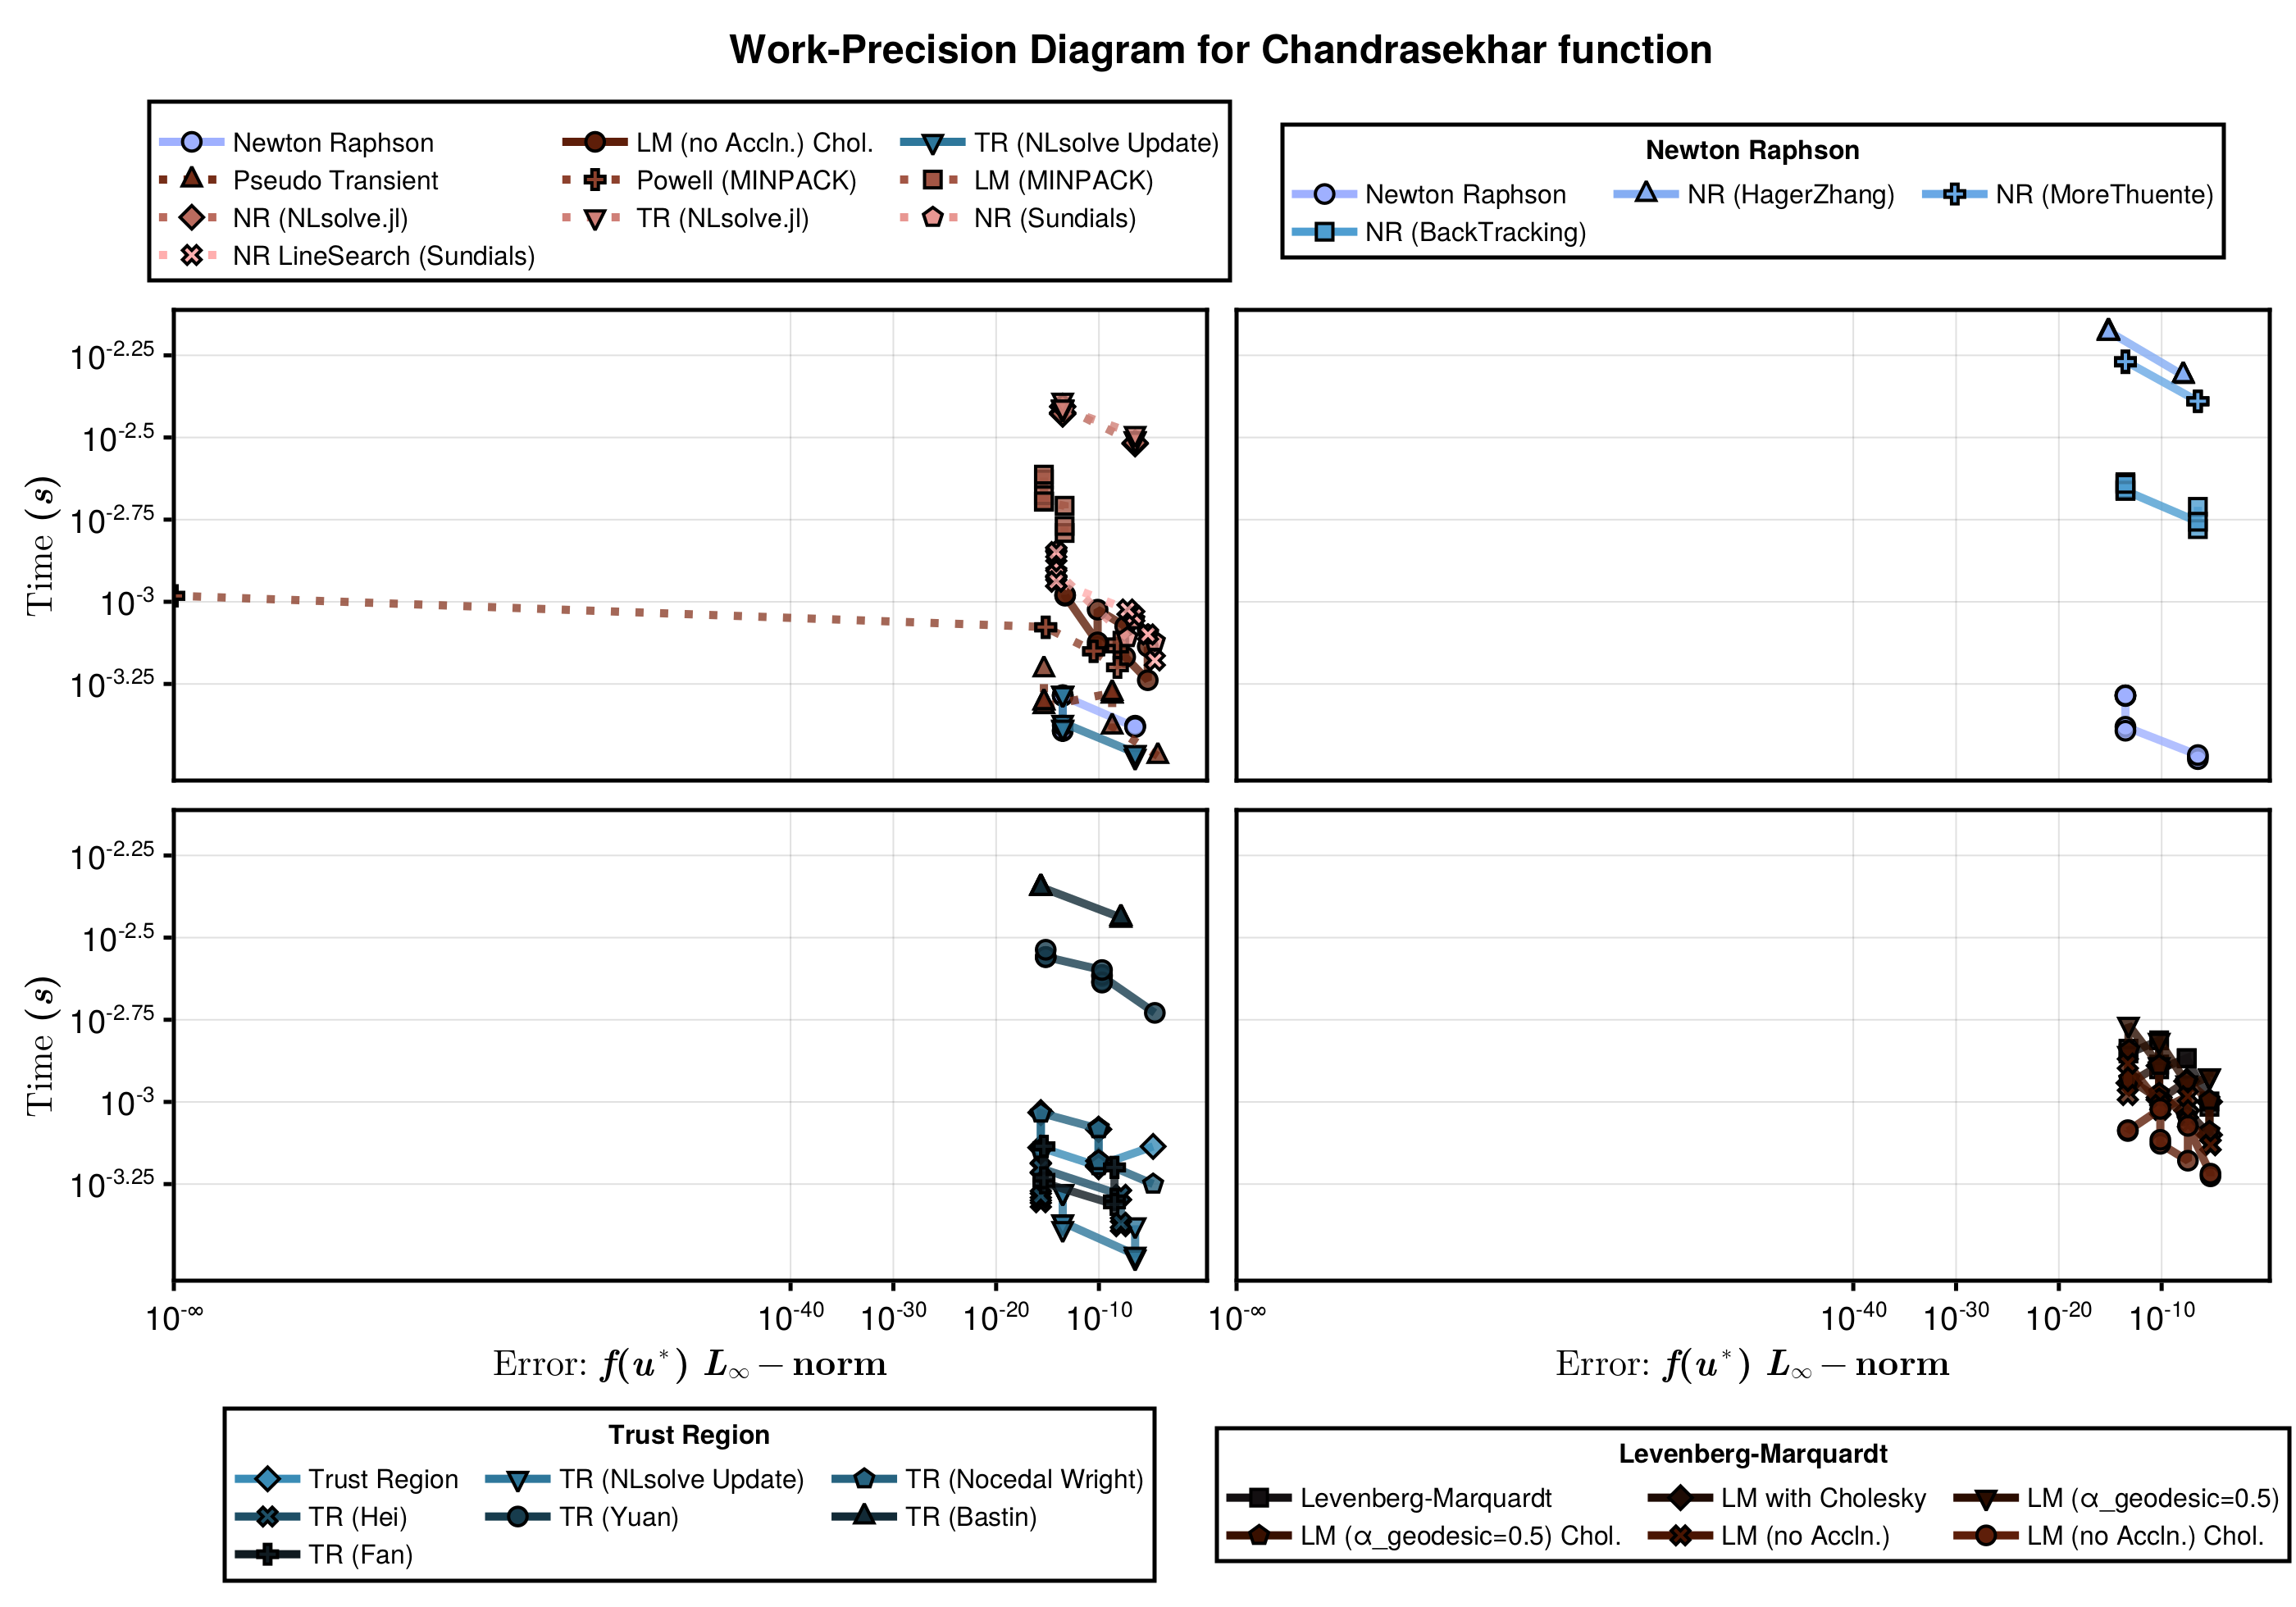 Work-Precision Diagram for Chandrasekhar function
Newton Raphson LM (no Accln.) Chol. TR (NLsolve Update)
Pseudo Transient Powell (MINPACK) LM (MINPACK)
NR (NLsolve.jl) TR (NLsolve.jl) NR (Sundials)
NR LineSearch (Sundials)
Newton Raphson
Newton Raphson NR (HagerZhang) NR (MoreThuente)
NR (BackTracking)
Time (s)
10^-2.25
10^-2.5
10^-2.75
10^-3
10^-3.25
Time (s)
10^-2.25
10^-2.5
10^-2.75
10^-3
10^-3.25
10^-∞ 10^-40 10^-30 10^-20 10^-10
10^-∞ 10^-40 10^-30 10^-20 10^-10
Error: f(u*) L∞ − norm
Error: f(u*) L∞ − norm
Trust Region
Trust Region TR (NLsolve Update) TR (Nocedal Wright)
TR (Hei) TR (Yuan) TR (Bastin)
TR (Fan)
Levenberg-Marquardt
Levenberg-Marquardt LM with Cholesky LM (α_geodesic=0.5)
LM (α_geodesic=0.5) Chol. LM (no Accln.) LM (no Accln.) Chol.